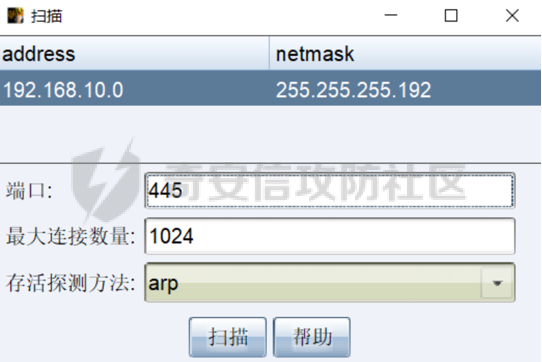 扫描
address netmask
192.168.10.0 255.255.255.192
奇安信攻防社区
端口: 445
最大连接数量: 1024
存活探测方法: arp
扫描 帮助